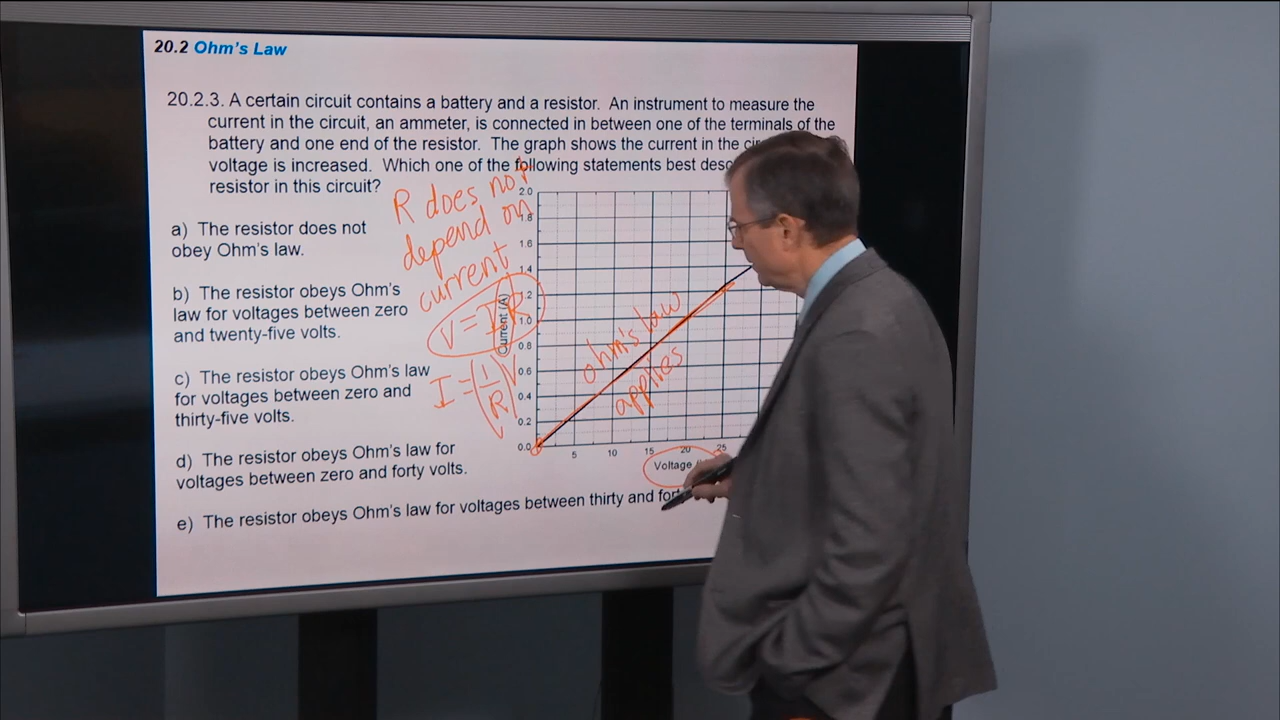 20.2 Ohm's Law
20.2.3. A certain circuit contains a battery and a resistor. An instrument to measure the
current in the circuit, an ammeter, is connected in between one of the terminals of the
battery and one end of the resistor. The graph shows the current in the
voltage is increased. Which one of the following statements best
resistor in this circuit?
a) The resistor does not
obey Ohm's law.
b) The resistor obeys Ohm's
law for voltages between zero
and twenty-five volts.
c) The resistor obeys Ohm's law
for voltages between zero and
thirty-five volts.
d) The resistor obeys Ohm's law for
voltages between zero and forty volts.
e) The resistor obeys Ohm's law for voltages between thirty and
R does not
depend on
current
V = IR
I = (1/R) V
2.0
1.8
1.6
1.4
1.2
1.0
0.8
0.6
0.4
0.2
0.0
Current (A)
ohm's law
applies
5 10 15 20 25
Voltage